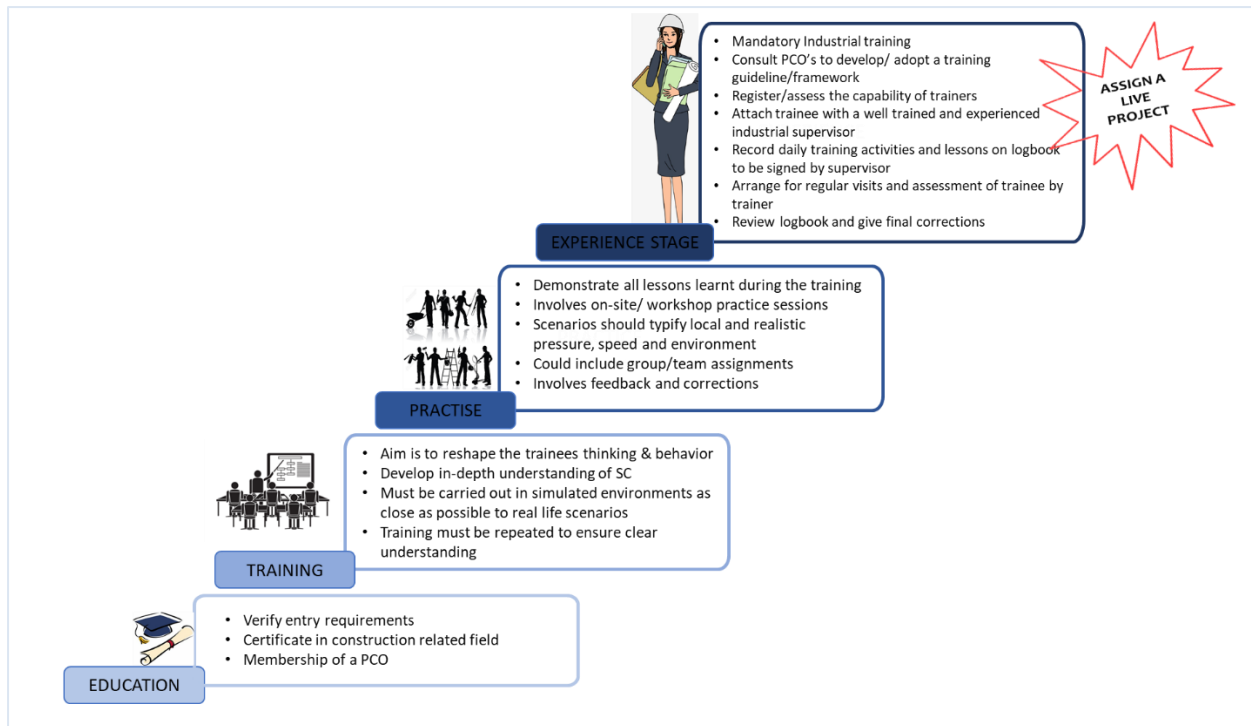 • Mandatory Industrial training
• Consult PCO's to develop/ adopt a training
guideline/framework
• Register/assess the capability of trainers
• Attach trainee with a well trained and experienced
industrial supervisor
• Record daily training activities and lessons on logbook
to be signed by supervisor
• Arrange for regular visits and assessment of trainee by
trainer
• Review logbook and give final corrections
ASSIGN A
LIVE
PROJECT
EXPERIENCE STAGE
• Demonstrate all lessons learnt during the training
• Involves on-site/ workshop practice sessions
• Scenarios should typify local and realistic
pressure, speed and environment
• Could include group/team assignments
• Involves feedback and corrections
PRACTISE
• Aim is to reshape the trainees thinking & behavior
• Develop in-depth understanding of SC
• Must be carried out in simulated environments as
close as possible to real life scenarios
• Training must be repeated to ensure clear
understanding
TRAINING
• Verify entry requirements
• Certificate in construction related field
• Membership of a PCO
EDUCATION